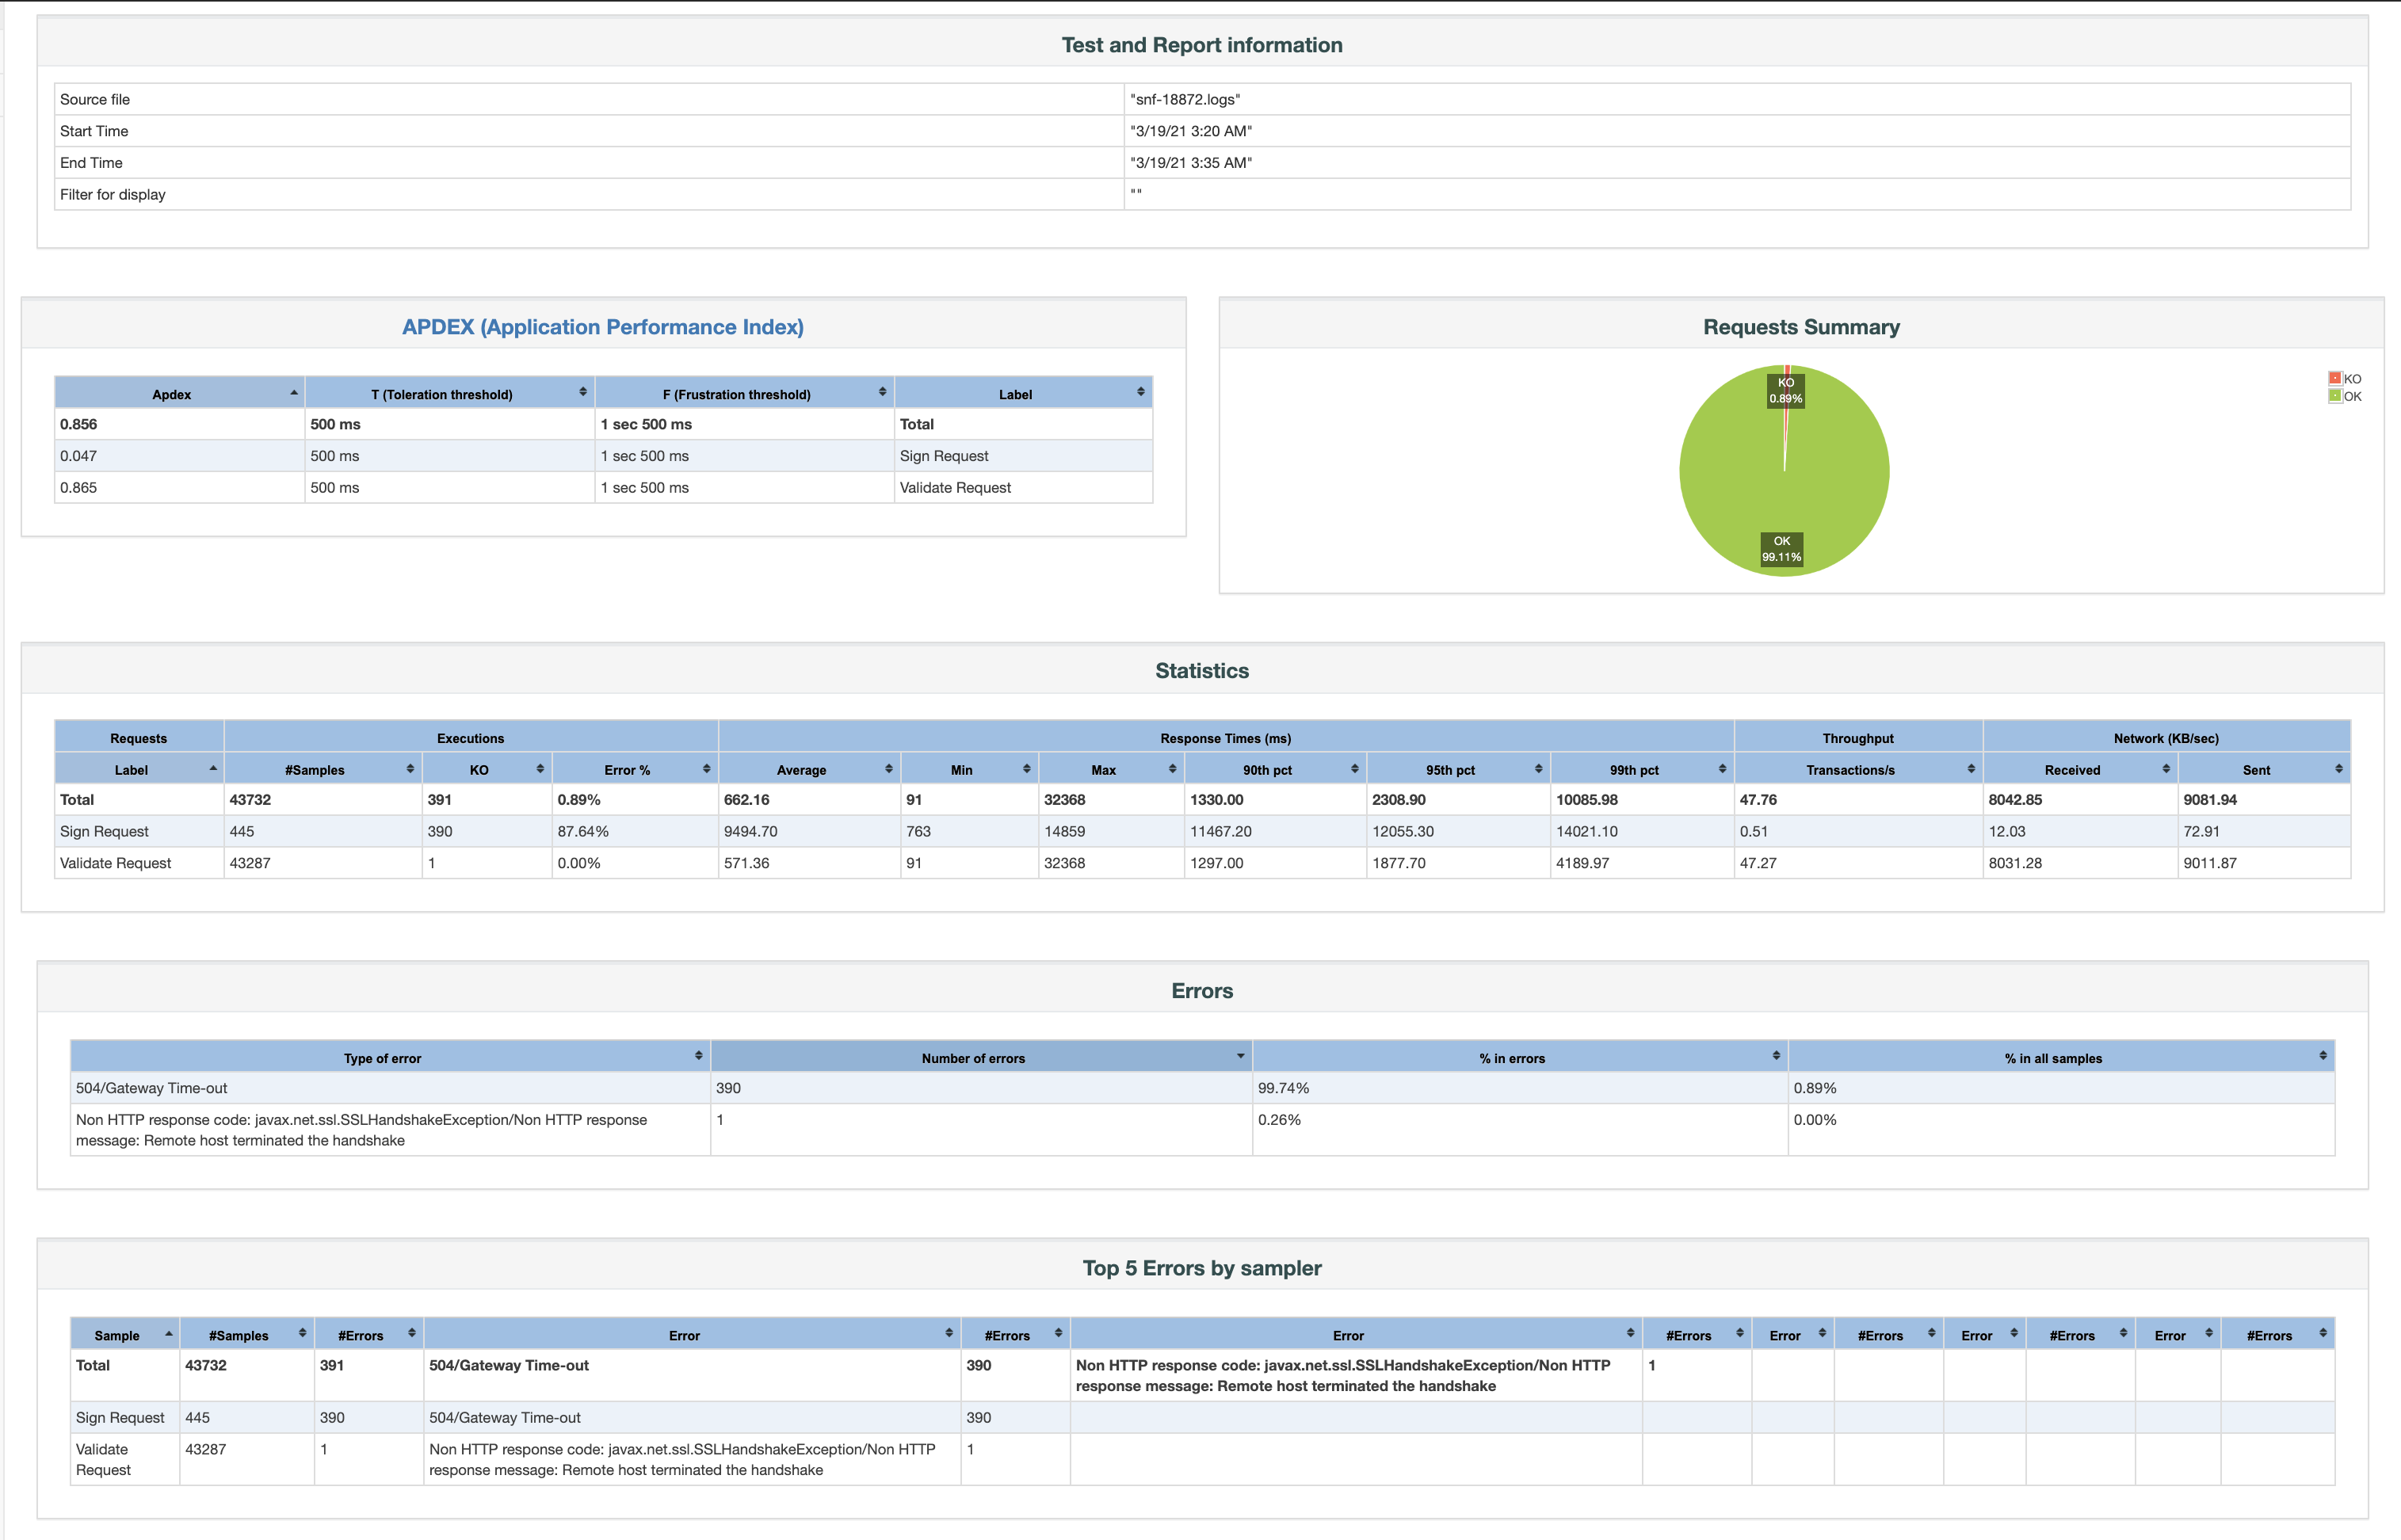 Test and Report information
Source file "snf-18872.logs"
Start Time "3/19/21 3:20 AM"
End Time "3/19/21 3:35 AM"
Filter for display ""
APDEX (Application Performance Index)
Apdex T (Toleration threshold) F (Frustration threshold) Label
0.856 500 ms 1 sec 500 ms Total
0.047 500 ms 1 sec 500 ms Sign Request
0.865 500 ms 1 sec 500 ms Validate Request
Requests Summary
KO
0.89%
OK
99.11%
KO
OK
Statistics
Requests Executions Response Times (ms) Throughput Network (KB/sec)
Label #Samples KO Error % Average Min Max 90th pct 95th pct 99th pct Transactions/s Received Sent
Total 43732 391 0.89% 662.16 91 32368 1330.00 2308.90 10085.98 47.76 8042.85 9081.94
Sign Request 445 390 87.64% 9494.70 763 14859 11467.20 12055.30 14021.10 0.51 12.03 72.91
Validate Request 43287 1 0.00% 571.36 91 32368 1297.00 1877.70 4189.97 47.27 8031.28 9011.87
Errors
Type of error Number of errors % in errors % in all samples
504/Gateway Time-out 390 99.74% 0.89%
Non HTTP response code: javax.net.ssl.SSLHandshakeException/Non HTTP response 1 0.26% 0.00%
message: Remote host terminated the handshake
Top 5 Errors by sampler
Sample #Samples #Errors Error #Errors Error #Errors Error #Errors Error #Errors Error #Errors
Total 43732 391 504/Gateway Time-out 390 Non HTTP response code: javax.net.ssl.SSLHandshakeException/Non HTTP 1
response message: Remote host terminated the handshake
Sign Request 445 390 504/Gateway Time-out 390
Validate 43287 1 Non HTTP response code: javax.net.ssl.SSLHandshakeException/Non HTTP 1
Request response message: Remote host terminated the handshake